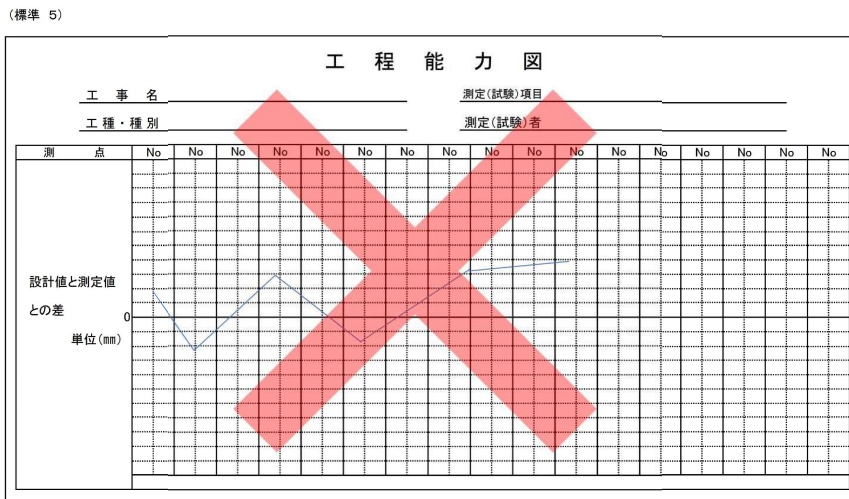 (標準 5)
工 程 能 力 図
工 事 名 測定(試験)項目
工種・種別 測定(試験)者
測 点 No No No No No No No No No No No No No No No No No
設計値と測定値
との差
0
単位(㎜)